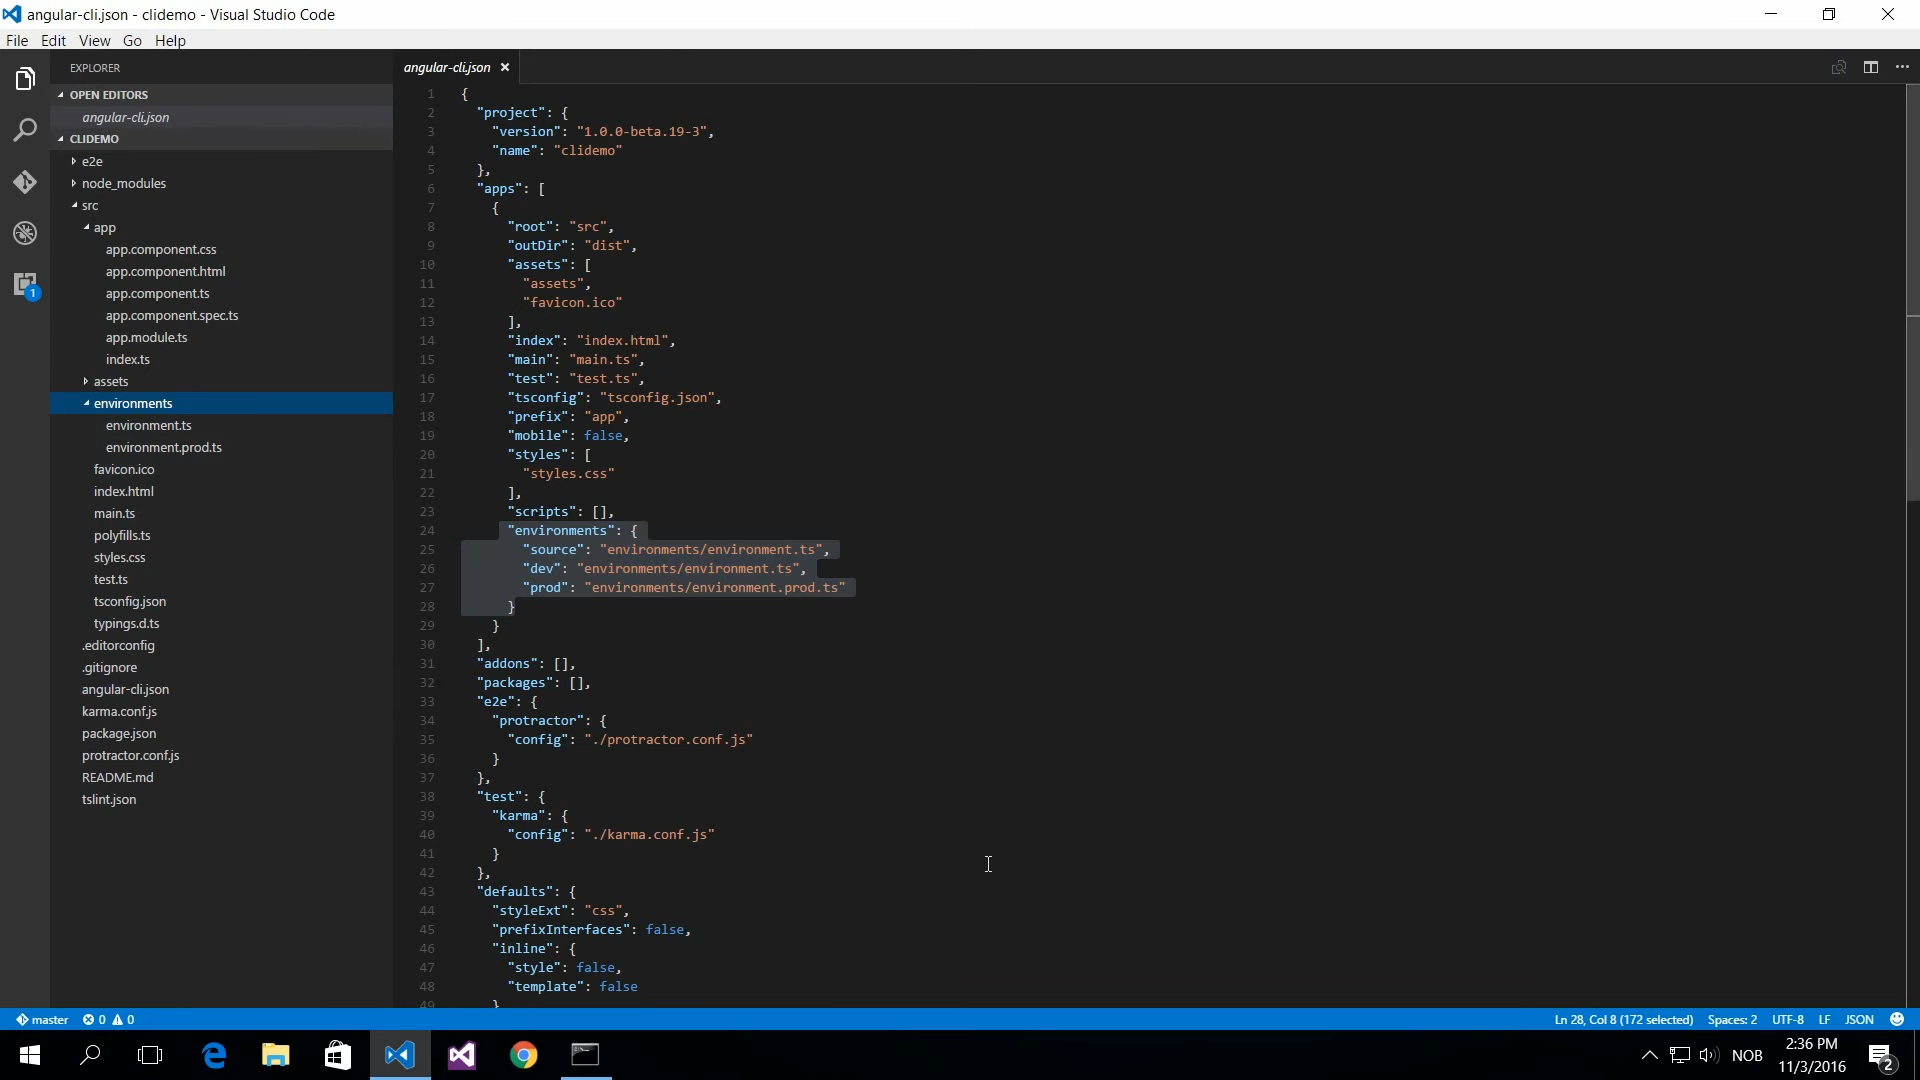 angular-cli.json - clidemo - Visual Studio Code
File Edit View Go Help
EXPLORER
OPEN EDITORS
angular-cli.json
CLIDEMO
e2e
node_modules
src
app
app.component.css
app.component.html
app.component.ts
app.component.spec.ts
app.module.ts
index.ts
assets
environments
environment.ts
environment.prod.ts
favicon.ico
index.html
main.ts
polyfills.ts
styles.css
test.ts
tsconfig.json
typings.d.ts
.editorconfig
.gitignore
angular-cli.json
karma.conf.js
package.json
protractor.conf.js
README.md
tslint.json
1
angular-cli.json
1 {
2 "project": {
3 "version": "1.0.0-beta.19-3",
4 "name": "clidemo"
5 },
6 "apps": [
7 {
8 "root": "src",
9 "outDir": "dist",
10 "assets": [
11 "assets",
12 "favicon.ico"
13 ],
14 "index": "index.html",
15 "main": "main.ts",
16 "test": "test.ts",
17 "tsconfig": "tsconfig.json",
18 "prefix": "app",
19 "mobile": false,
20 "styles": [
21 "styles.css"
22 ],
23 "scripts": [],
24 "environments": {
25 "source": "environments/environment.ts",
26 "dev": "environments/environment.ts",
27 "prod": "environments/environment.prod.ts"
28 }
29 }
30 ],
31 "addons": [],
32 "packages": [],
33 "e2e": {
34 "protractor": {
35 "config": "./protractor.conf.js"
36 }
37 },
38 "test": {
39 "karma": {
40 "config": "./karma.conf.js"
41 }
42 },
43 "defaults": {
44 "styleExt": "css",
45 "prefixInterfaces": false,
46 "inline": {
47 "style": false,
48 "template": false
49 }
master 0 0
Ln 28, Col 8 (172 selected) Spaces: 2 UTF-8 LF JSON
NOB
2:36 PM
11/3/2016
2